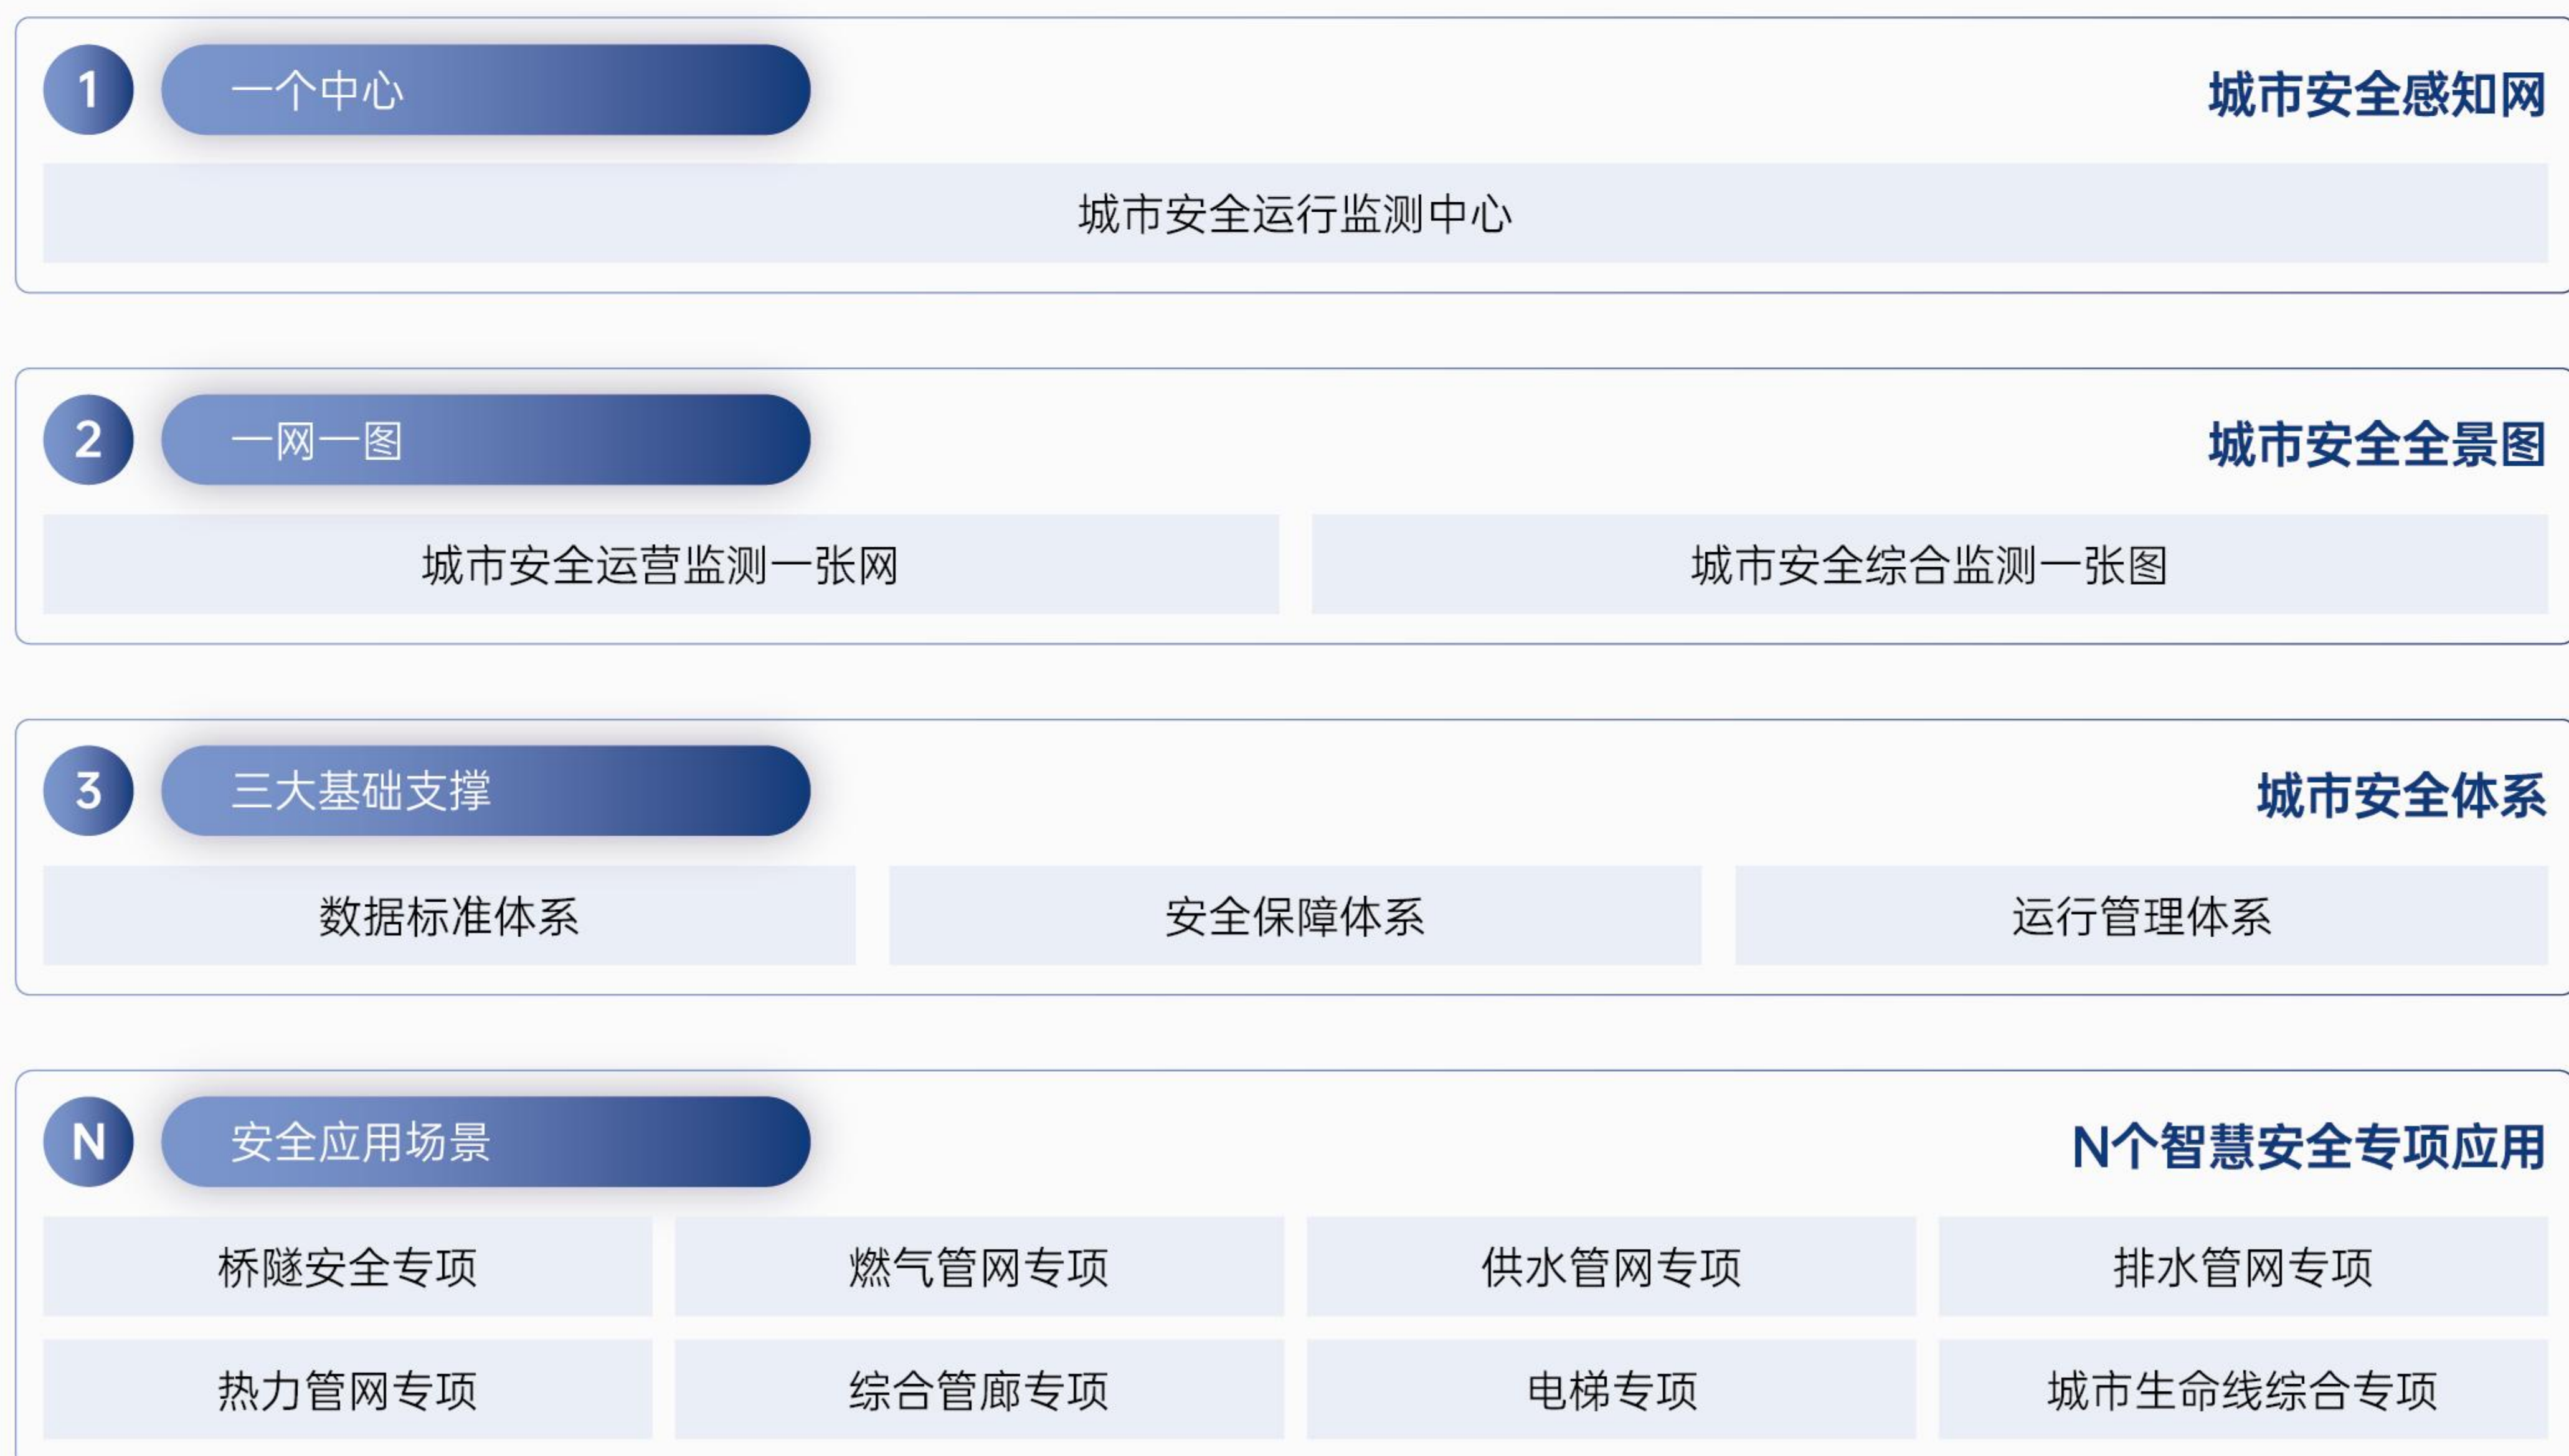 1 一个中心 城市安全感知网
城市安全运行监测中心
2 一网一图 城市安全全景图
城市安全运营监测一张网 城市安全综合监测一张图
3 三大基础支撑 城市安全体系
数据标准体系 安全保障体系 运行管理体系
N 安全应用场景 N个智慧安全专项应用
桥隧安全专项 燃气管网专项 供水管网专项 排水管网专项
热力管网专项 综合管廊专项 电梯专项 城市生命线综合专项